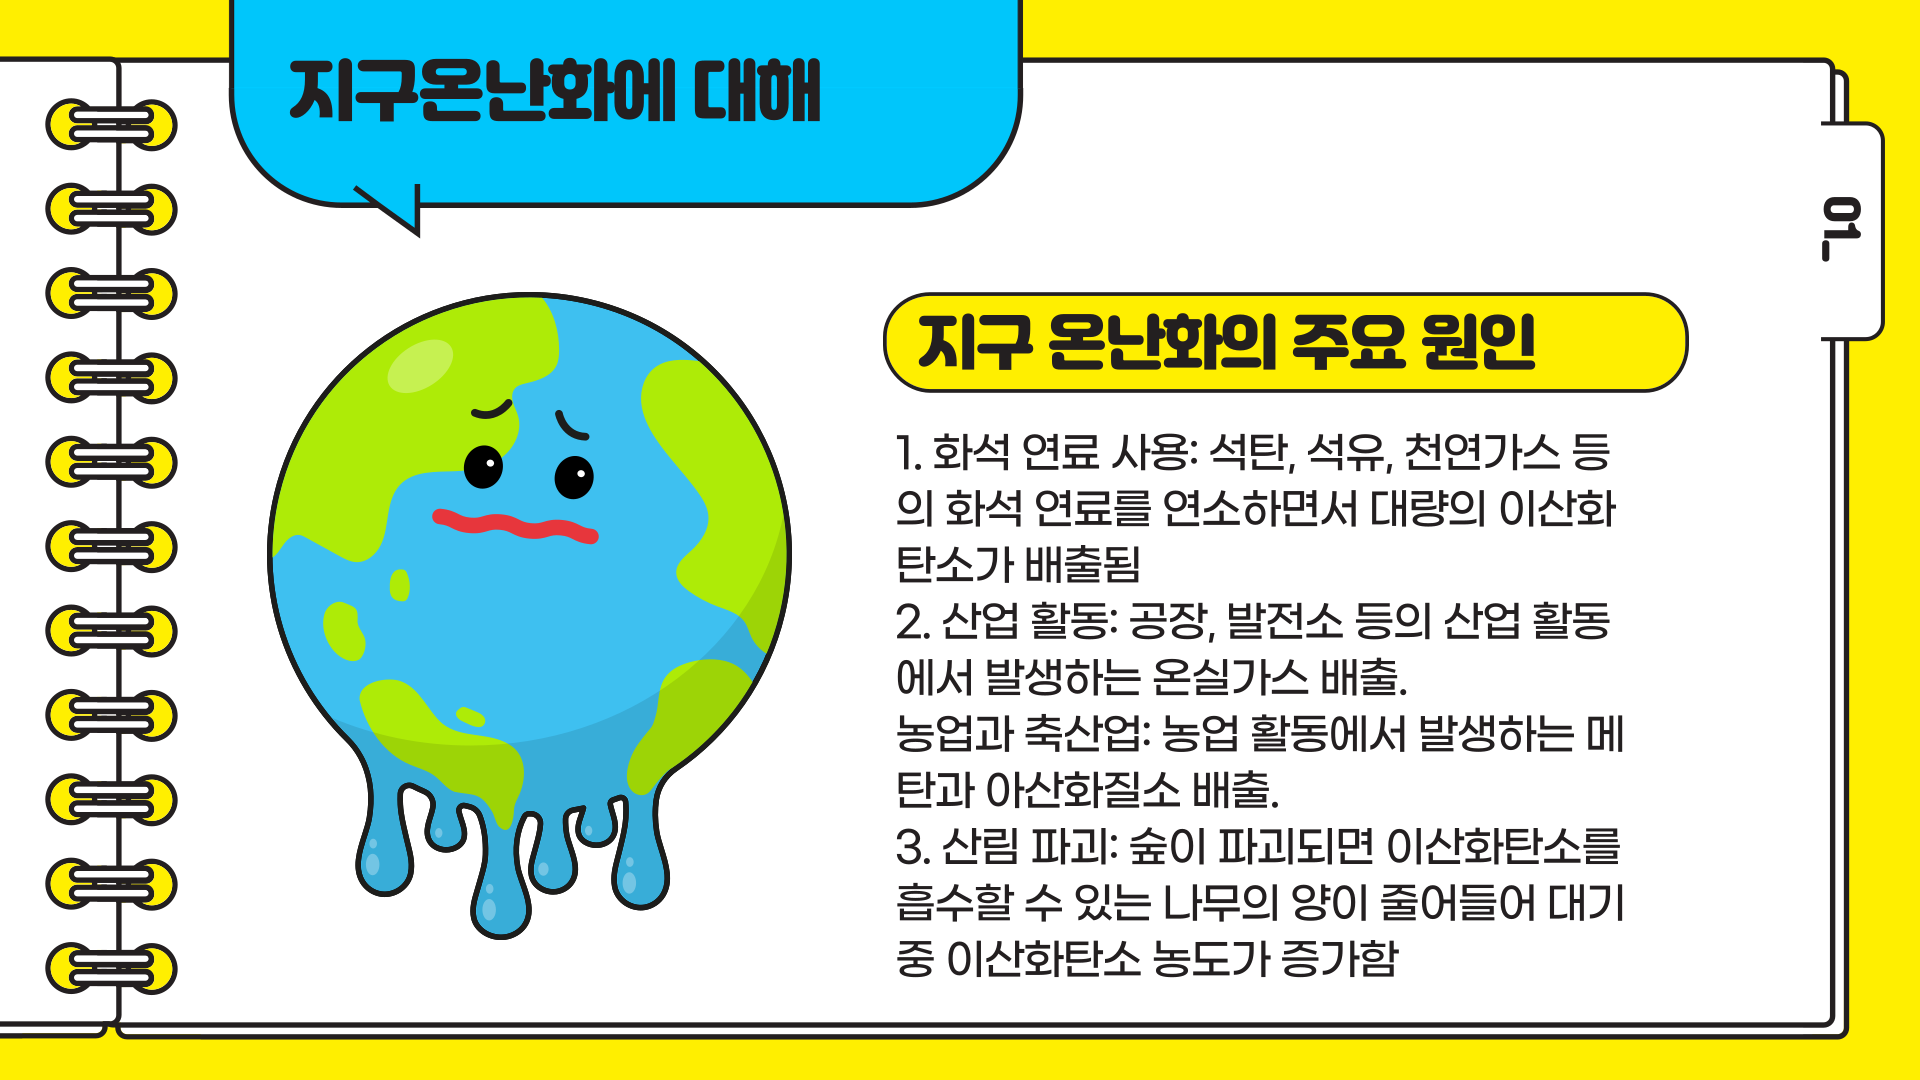 지구온난화에 대해
01_
지구 온난화의 주요 원인
1. 화석 연료 사용: 석탄, 석유, 천연가스 등
의 화석 연료를 연소하면서 대량의 이산화
탄소가 배출됨
2. 산업 활동: 공장, 발전소 등의 산업 활동
에서 발생하는 온실가스 배출.
농업과 축산업: 농업 활동에서 발생하는 메
탄과 아산화질소 배출.
3. 산림 파괴: 숲이 파괴되면 이산화탄소를
흡수할 수 있는 나무의 양이 줄어들어 대기
중 이산화탄소 농도가 증가함